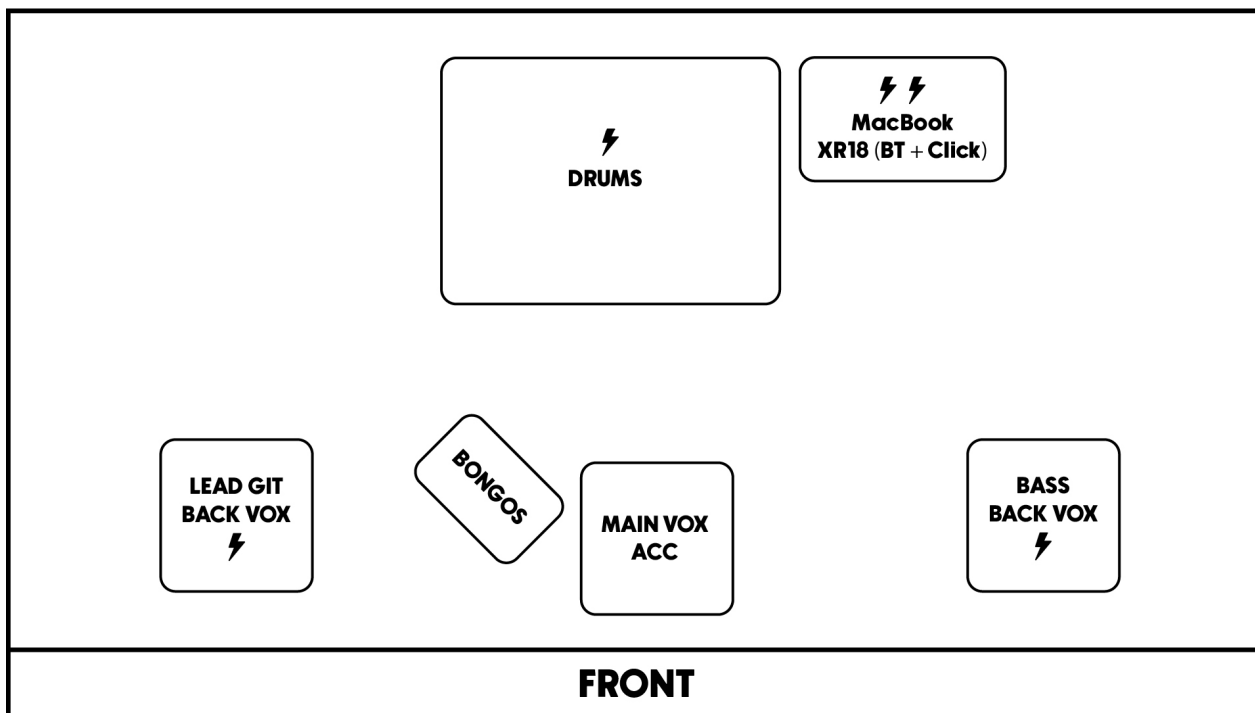 DRUMS
MacBook
XR18 (BT + Click)
LEAD GIT
BACK VOX
BONGOS
MAIN VOX
ACC
BASS
BACK VOX
FRONT